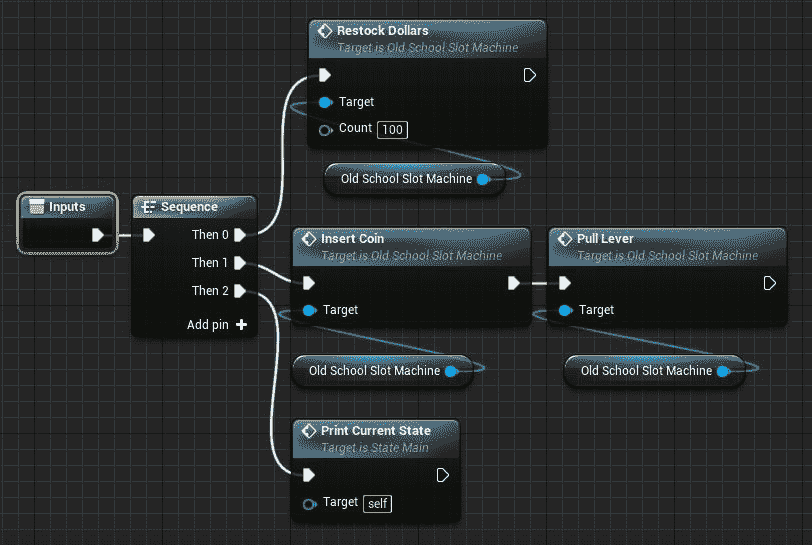 Restock Dollars
Target is Old School Slot Machine
Target
Count 100
Old School Slot Machine
Inputs
Sequence
Then 0
Then 1
Then 2
Add pin +
Insert Coin
Target is Old School Slot Machine
Target
Old School Slot Machine
Pull Lever
Target is Old School Slot Machine
Target
Old School Slot Machine
Print Current State
Target is State Main
Target self